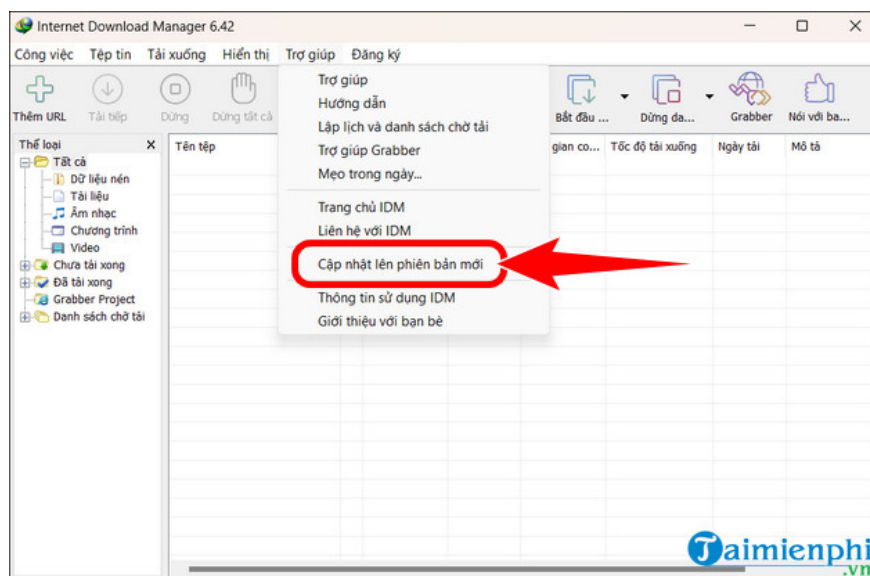 Internet Download Manager 6.42
Công việc Tệp tin Tải xuống Hiển thị Trợ giúp Đăng ký
Thêm URL Tải tiếp Dừng Dừng tất cả Bắt đầu ... Dừng da... Grabber Nói với ba...
Thể loại X Tên tệp gian co... Tốc độ tải xuống Ngày tải Mô tả
Tất cả
Dữ liệu nén
Tài liệu
Âm nhạc
Chương trình
Video
Chưa tải xong
Đã tải xong
Grabber Project
Danh sách chờ tải
Trợ giúp
Hướng dẫn
Lập lịch và danh sách chờ tải
Trợ giúp Grabber
Mẹo trong ngày...
Trang chủ IDM
Liên hệ với IDM
Cập nhật lên phiên bản mới
Thông tin sử dụng IDM
Giới thiệu với bạn bè
Taimienphi
.vn